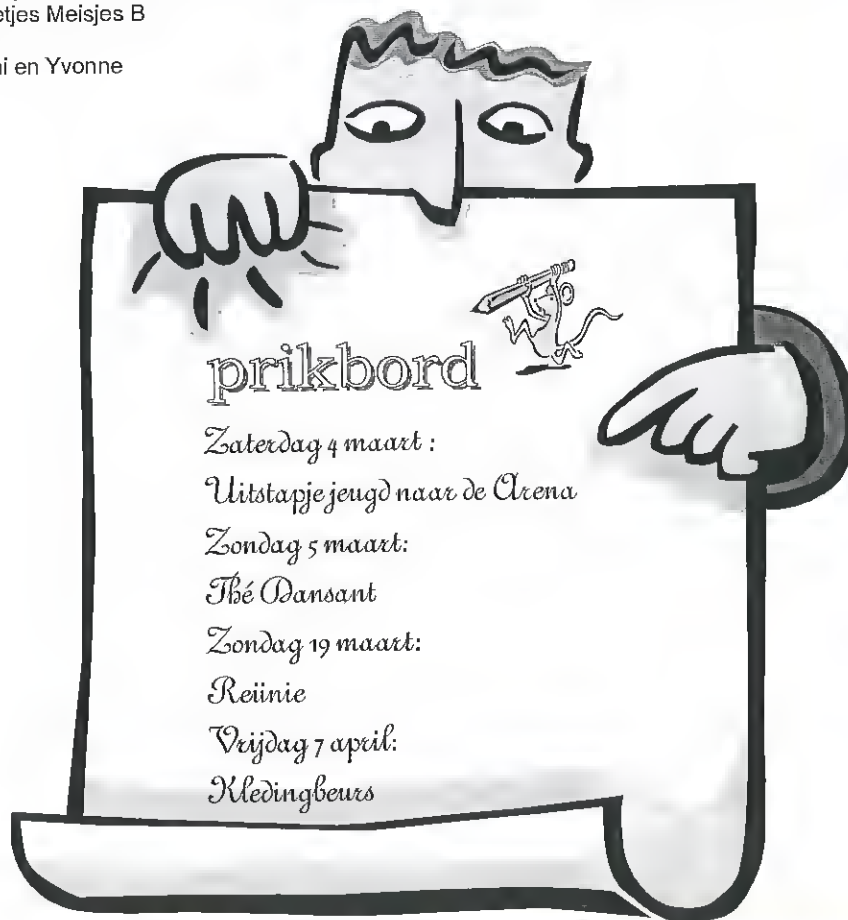 etjes Meisjes B
en Yvonne
prikbord
Zaterdag 4 maart :
Uitstapje jeugd naar de Arena
Zondag 5 maart:
Thé Dansant
Zondag 19 maart:
Reünie
Vrijdag 7 april:
Kledingbeurs